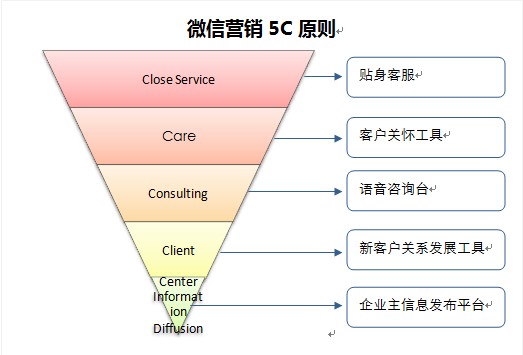 微信营销 5C 原则
Close Service
贴身客服
Care
客户关怀工具
Consulting
语音咨询台
Client
新客户关系发展工具
Center
Informat
ion
Diffusion
企业主信息发布平台